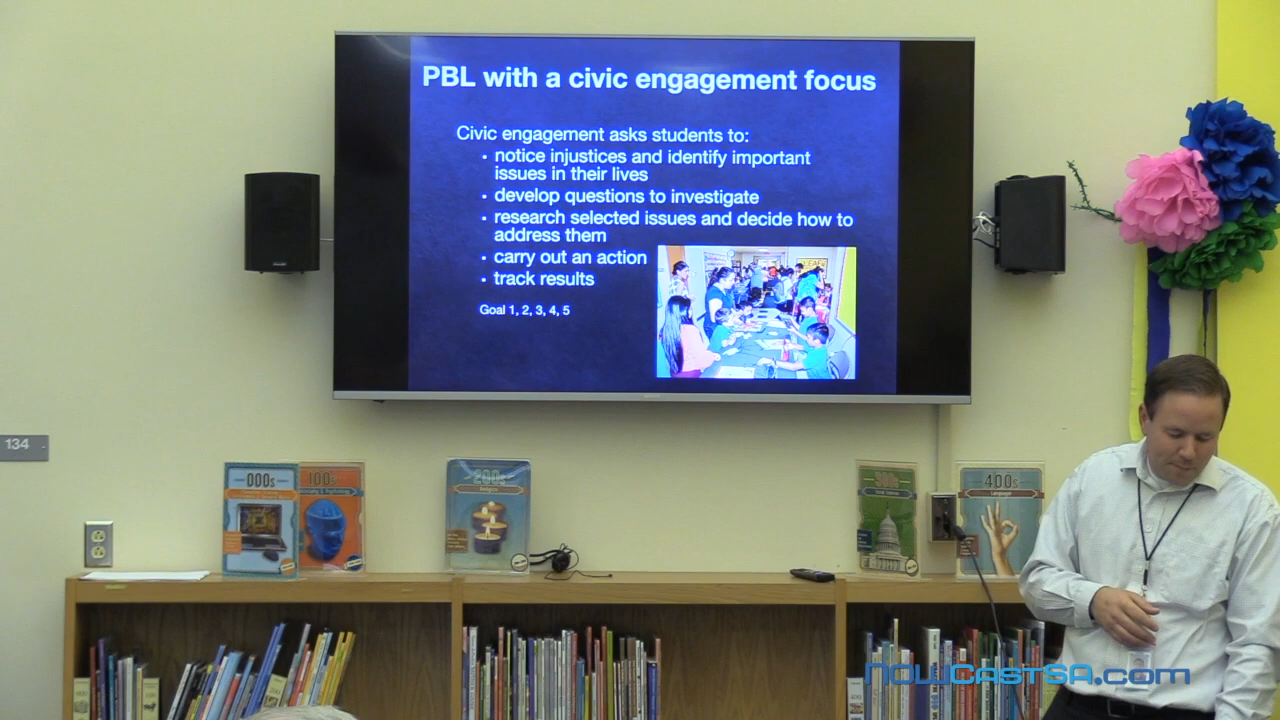 PBL with a civic engagement focus
Civic engagement asks students to:
• notice injustices and identify important
issues in their lives
• develop questions to investigate
• research selected issues and decide how to
address them
• carry out an action
• track results
Goal 1, 2, 3, 4, 5
134
000s
100s
200s
Religion
400s
Language
NOWCastSA.com